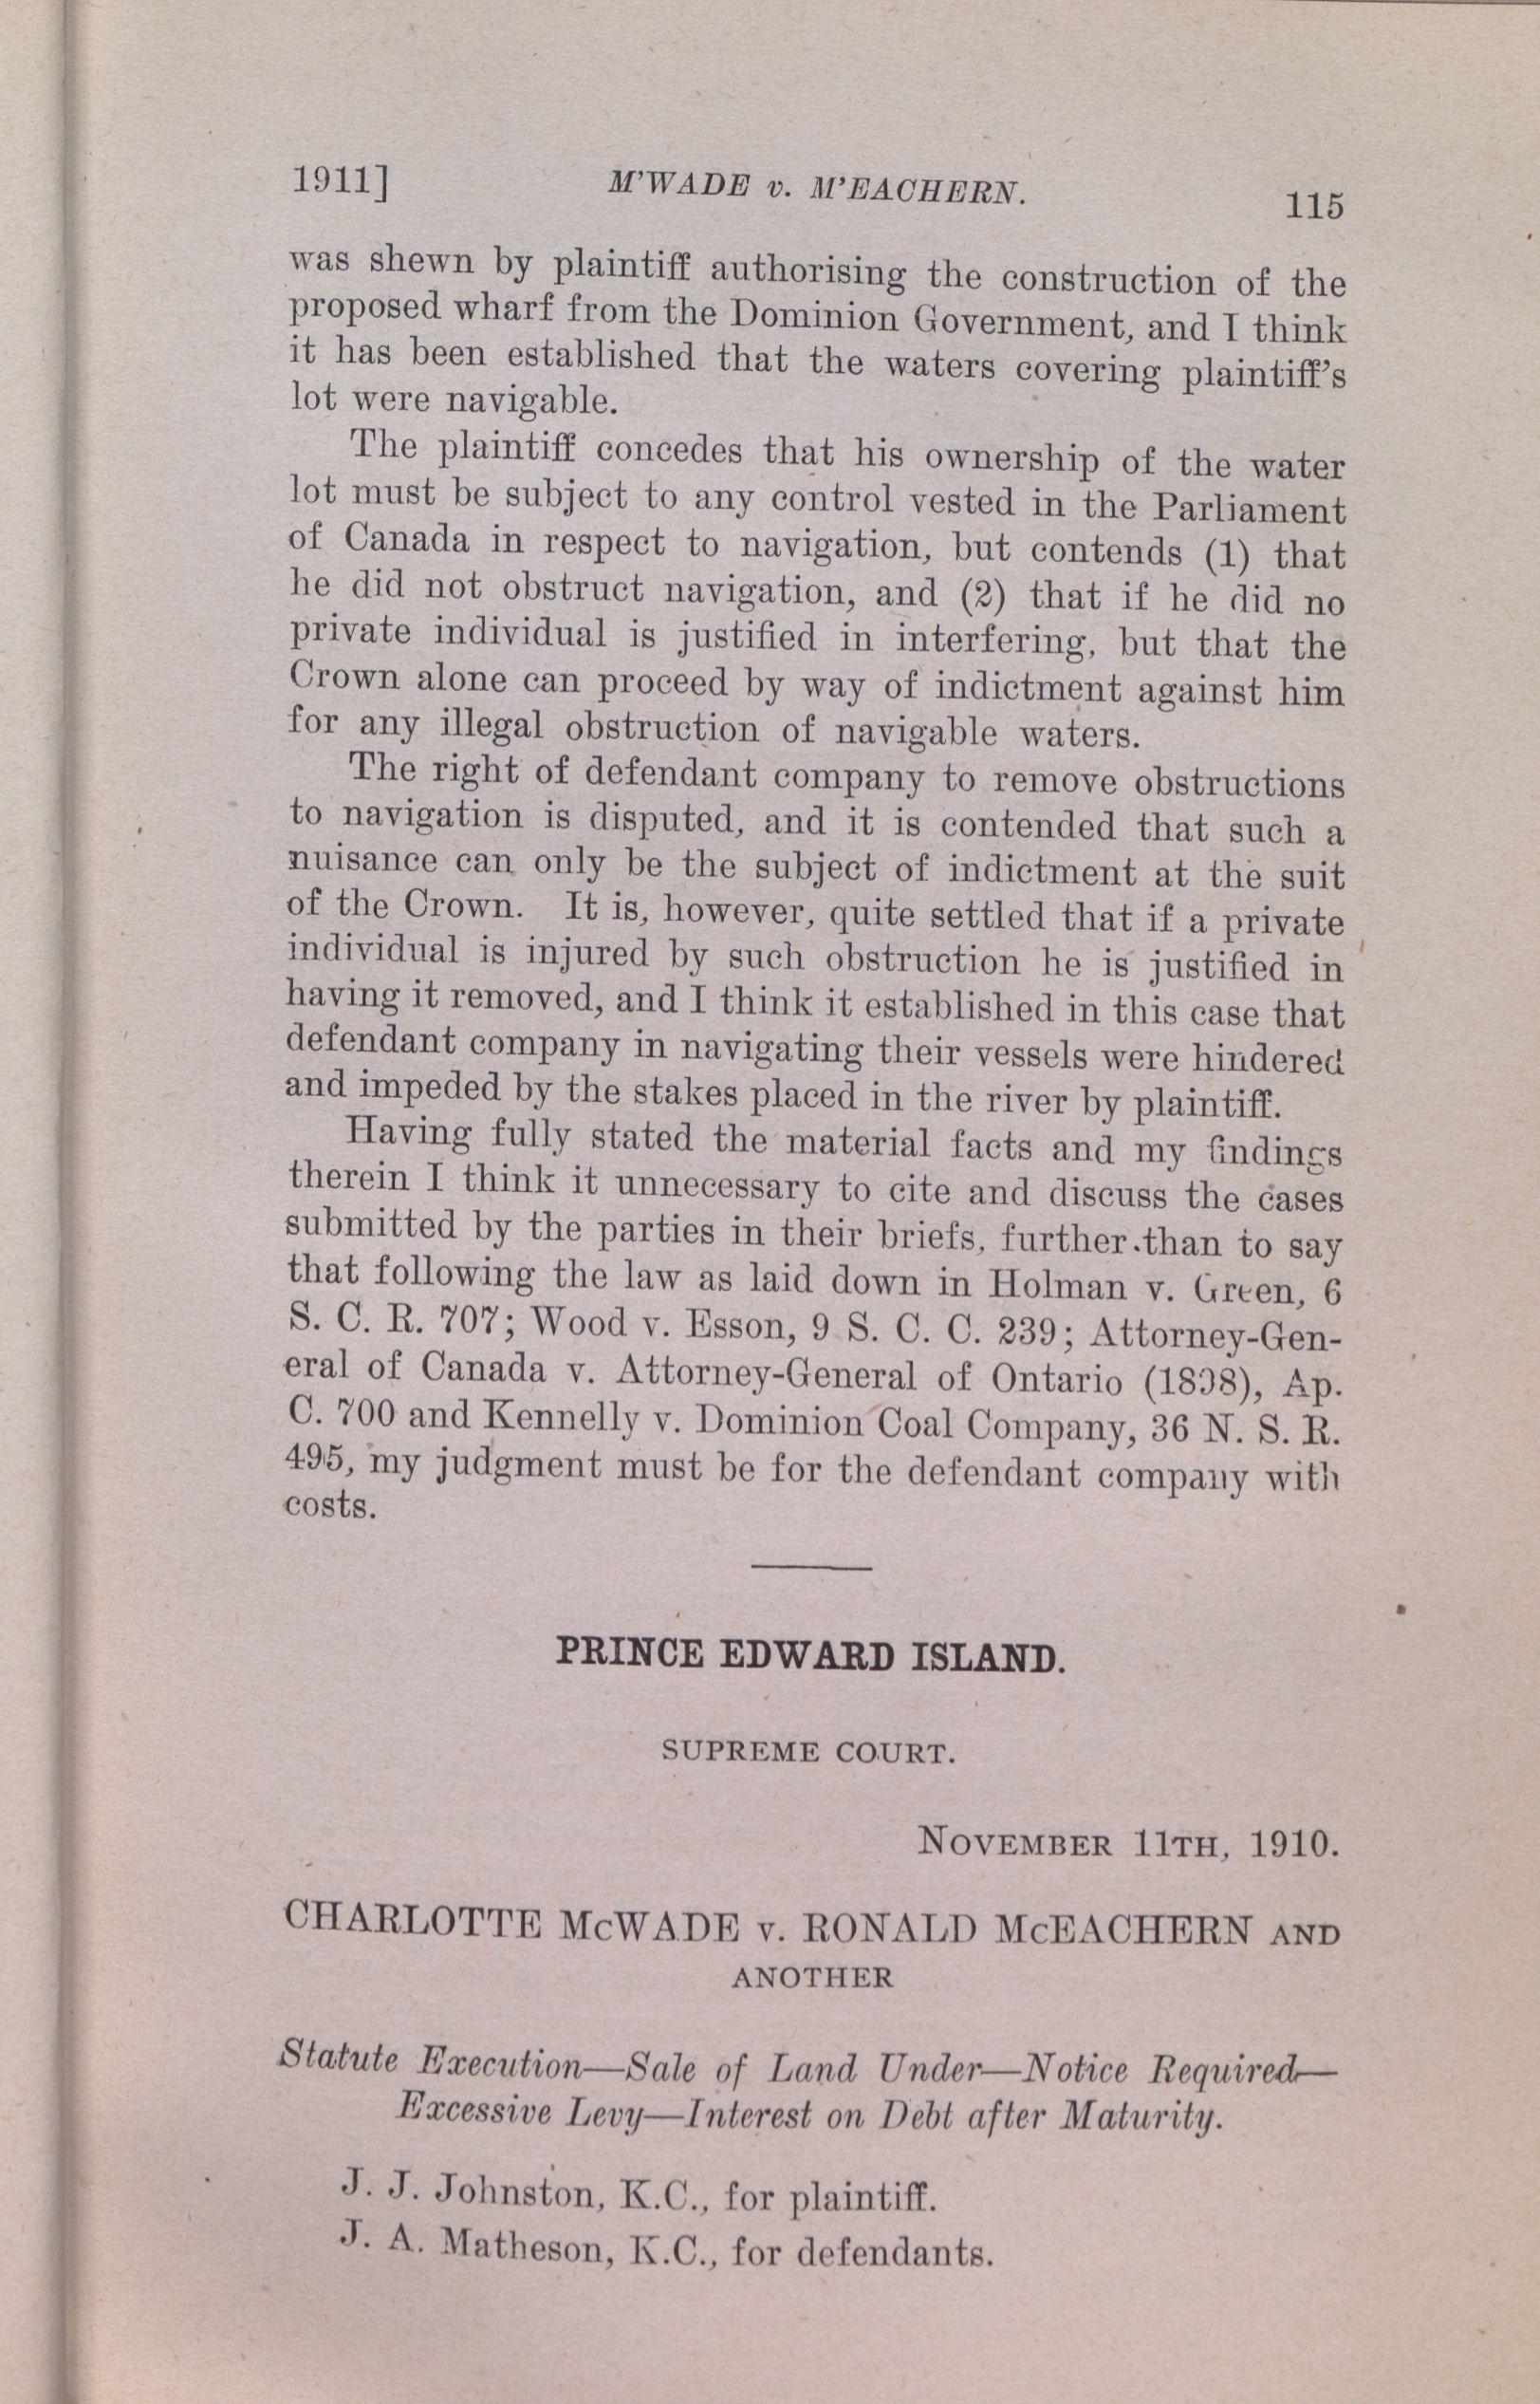 1911] M'WADE v. M'EACHERN. 115
was shewn by plaintiff authorising the construction of the
proposed wharf from the Dominion Government, and I think
it has been established that the waters covering plaintiff's
lot were navigable.
The plaintiff concedes that his ownership of the water
lot must be subject to any control vested in the Parliament
of Canada in respect to navigation, but contends (1) that
he did not obstruct navigation, and (2) that if he did no
private individual is justified in interfering, but that the
Crown alone can proceed by way of indictment against him
for any illegal obstruction of navigable waters.
The right of defendant company to remove obstructions
to navigation is disputed, and it is contended that such a
nuisance can only be the subject of indictment at the suit
of the Crown. It is, however, quite settled that if a private
individual is injured by such obstruction he is justified in
having it removed, and I think it established in this case that
defendant company in navigating their vessels were hindered
and impeded by the stakes placed in the river by plaintiff.
Having fully stated the material facts and my findings
therein I think it unnecessary to cite and discuss the cases
submitted by the parties in their briefs, further than to say
that following the law as laid down in Holman v. Green, 6
S. C. R. 707; Wood v. Esson, 9 S. C. C. 239; Attorney-Gen-
eral of Canada v. Attorney-General of Ontario (1898), Ap.
C. 700 and Kennelly v. Dominion Coal Company, 36 N. S. R.
495, my judgment must be for the defendant company with
costs.
PRINCE EDWARD ISLAND.
SUPREME COURT.
NOVEMBER 11TH, 1910.
CHARLOTTE McWADE v. RONALD McEACHERN AND
ANOTHER
Statute Execution—Sale of Land Under—Notice Required—
Excessive Levy—Interest on Debt after Maturity.
J. J. Johnston, K.C., for plaintiff.
J. A. Matheson, K.C., for defendants.